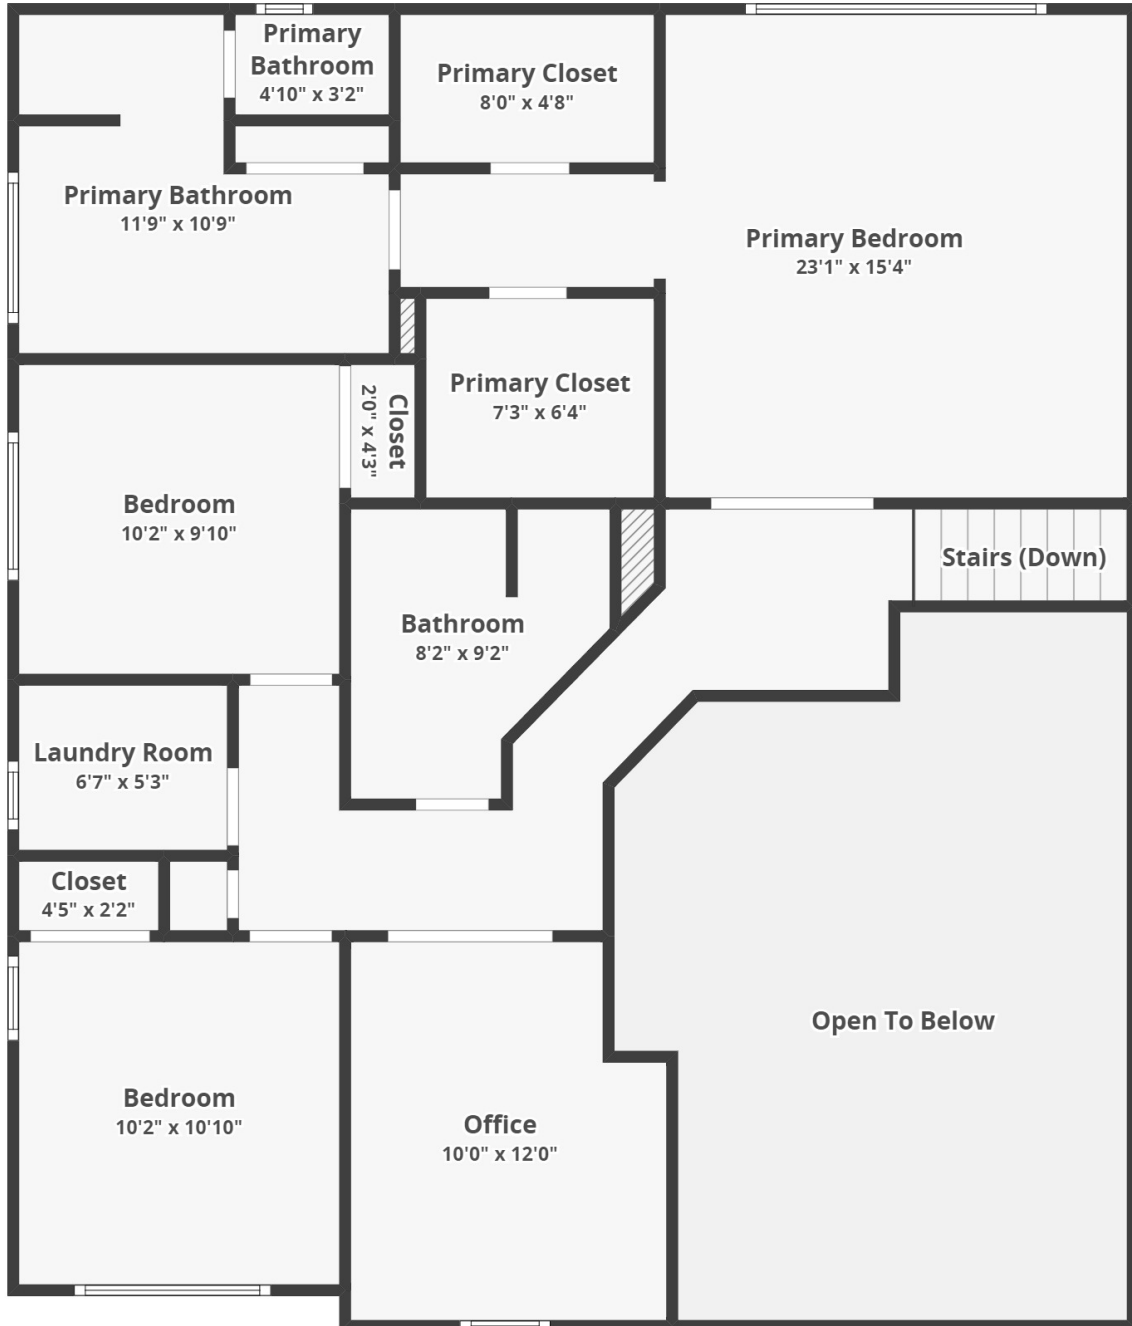 Primary
Bathroom
4'10" x 3'2"
Primary Closet
8'0" x 4'8"
Primary Bathroom
11'9" x 10'9"
Primary Bedroom
23'1" x 15'4"
Primary Closet
7'3" x 6'4"
Closet
2'0" x 4'3"
Bedroom
10'2" x 9'10"
Stairs (Down)
Bathroom
8'2" x 9'2"
Laundry Room
6'7" x 5'3"
Closet
4'5" x 2'2"
Open To Below
Bedroom
10'2" x 10'10"
Office
10'0" x 12'0"